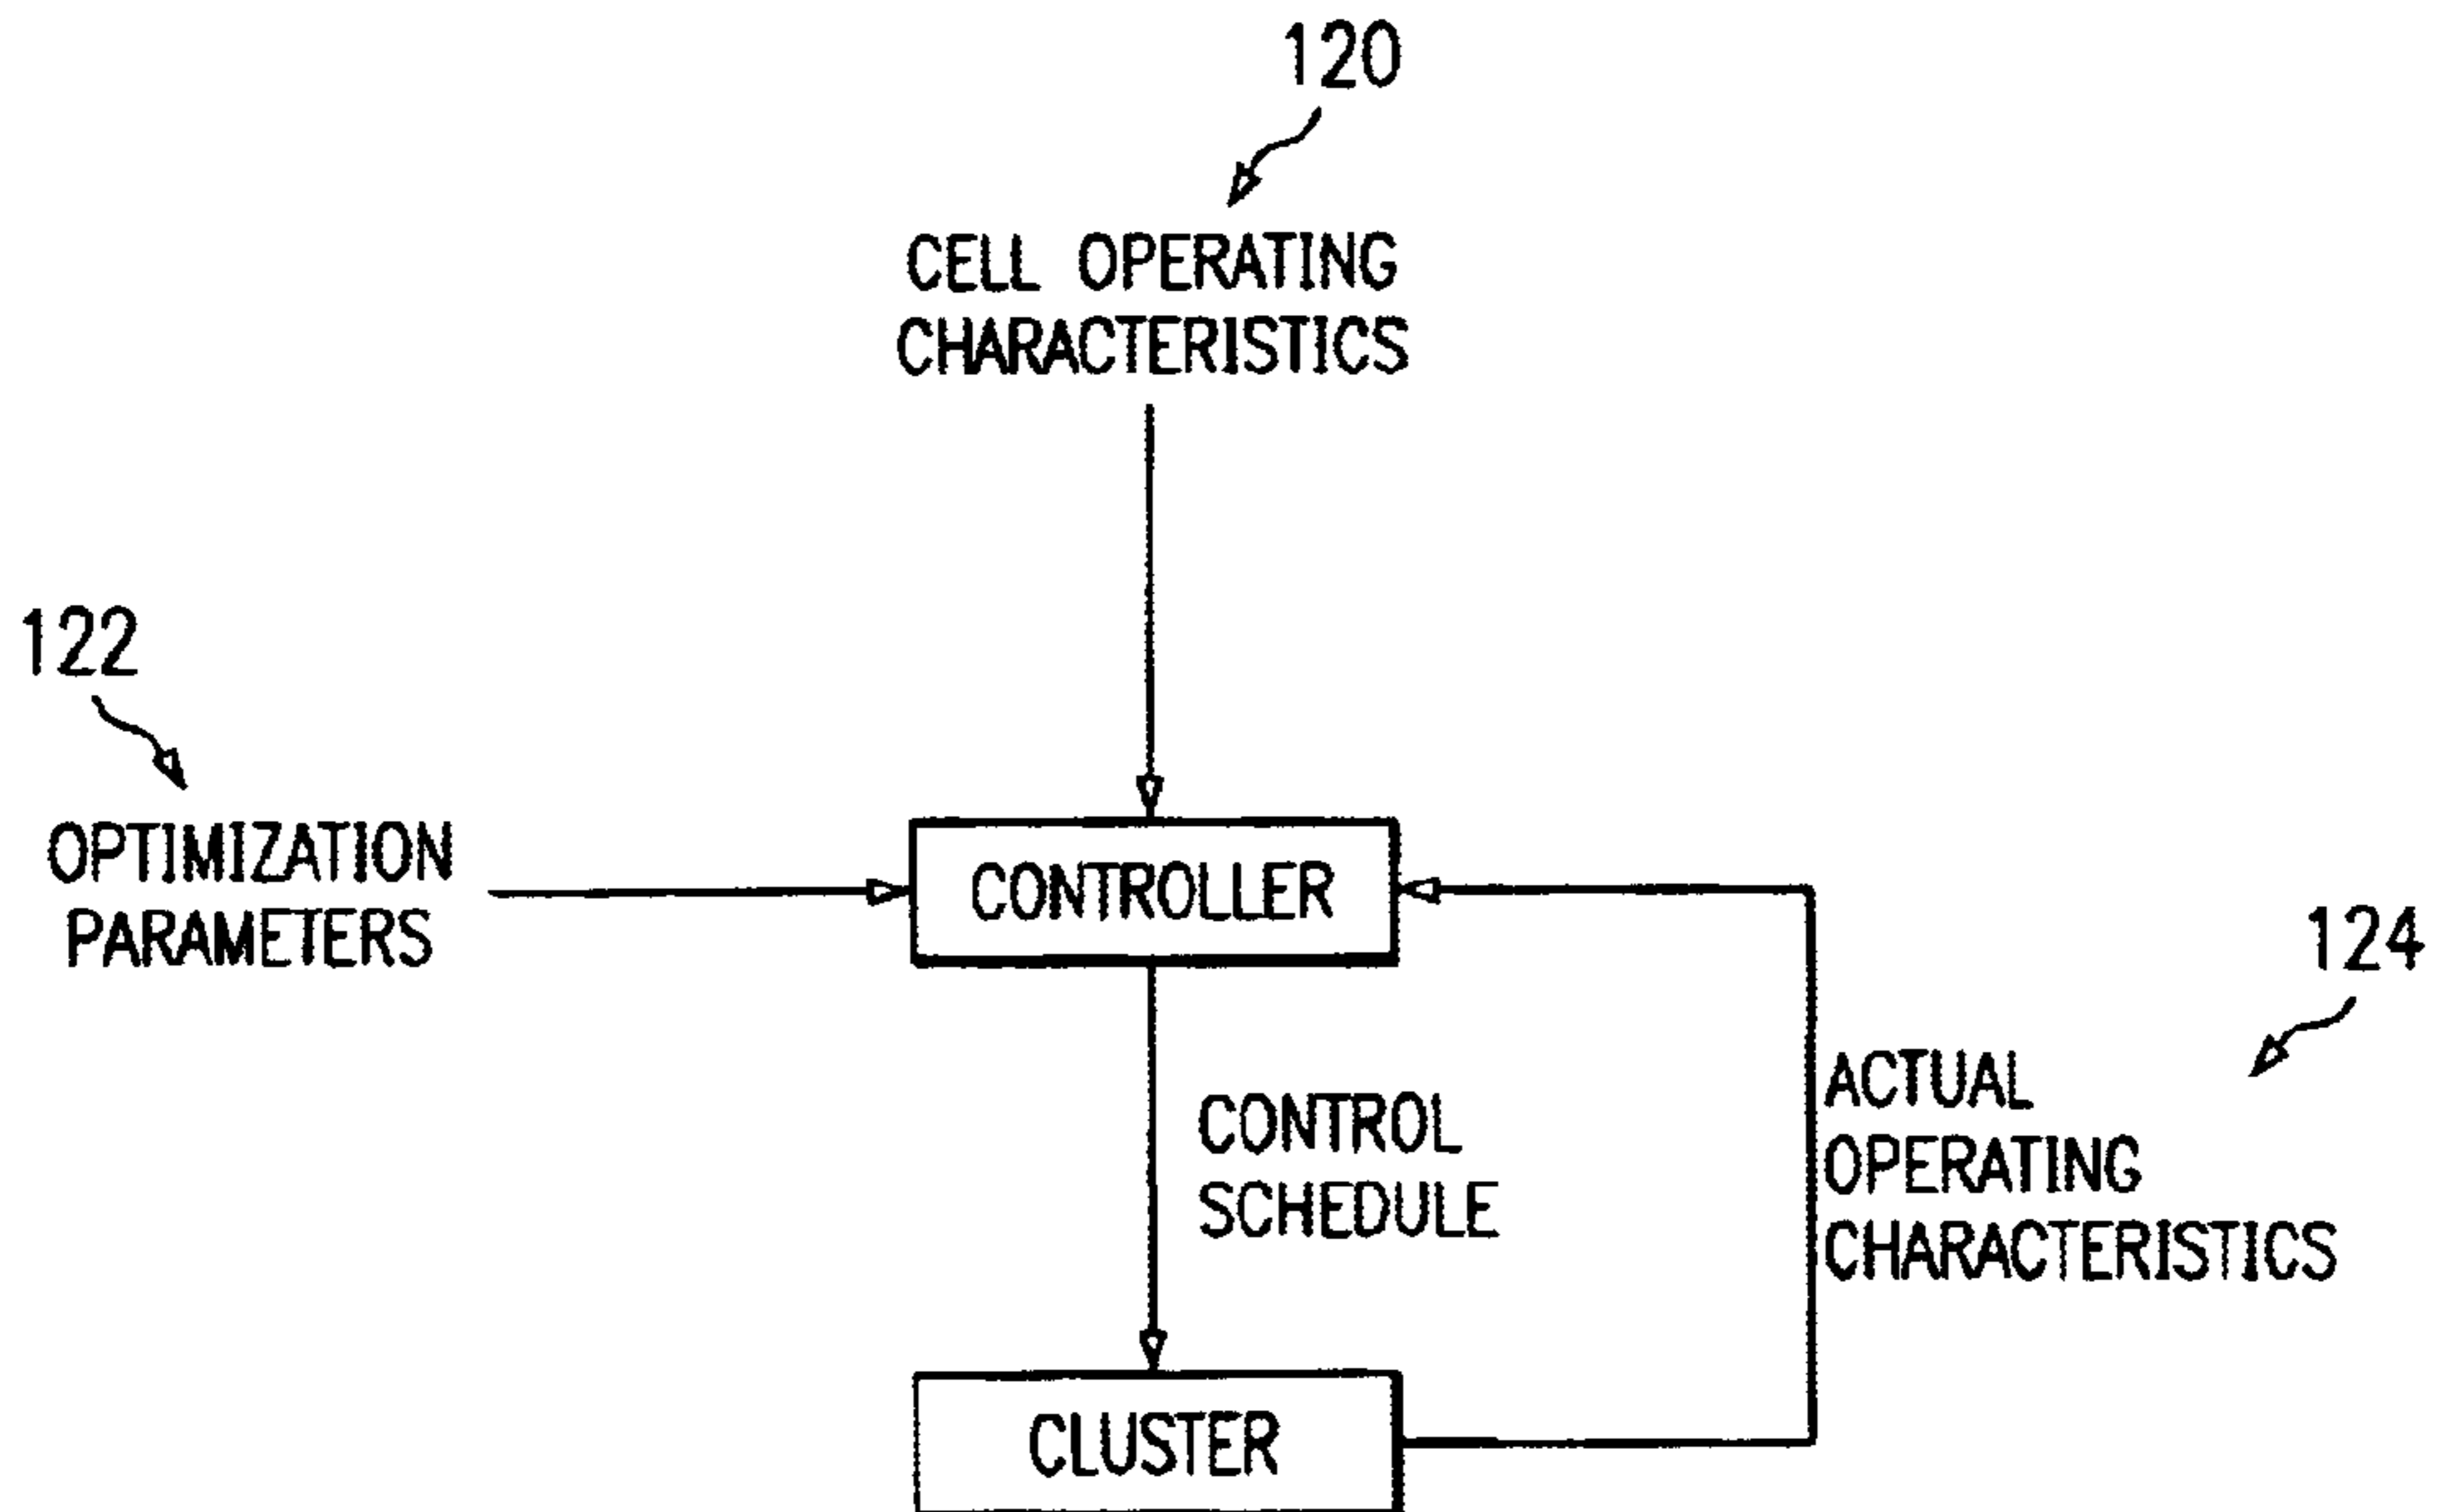 120
CELL OPERATING
CHARACTERISTICS
122
OPTIMIZATION
PARAMETERS
CONTROLLER
124
CONTROL
SCHEDULE
ACTUAL
OPERATING
CHARACTERISTICS
CLUSTER